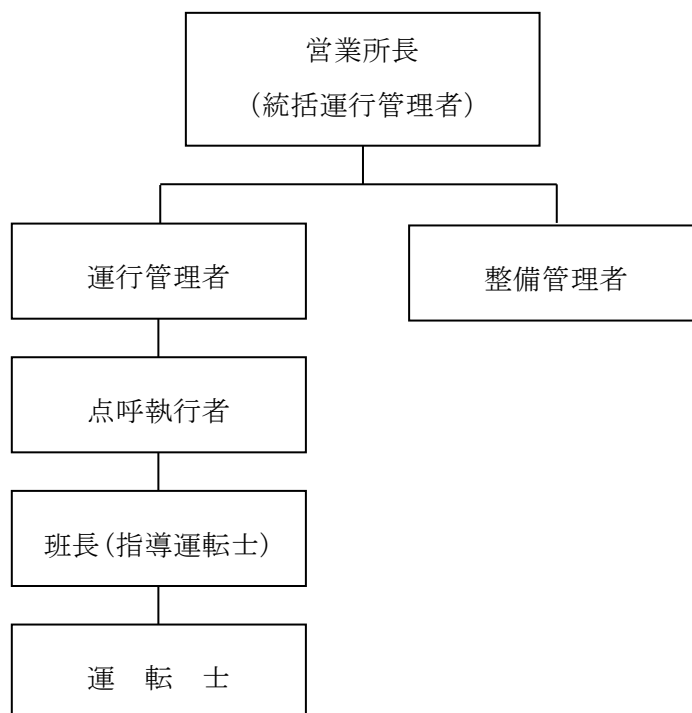 営業所長
(統括運行管理者)
運行管理者
整備管理者
点呼執行者
班長(指導運転士)
運 転 士